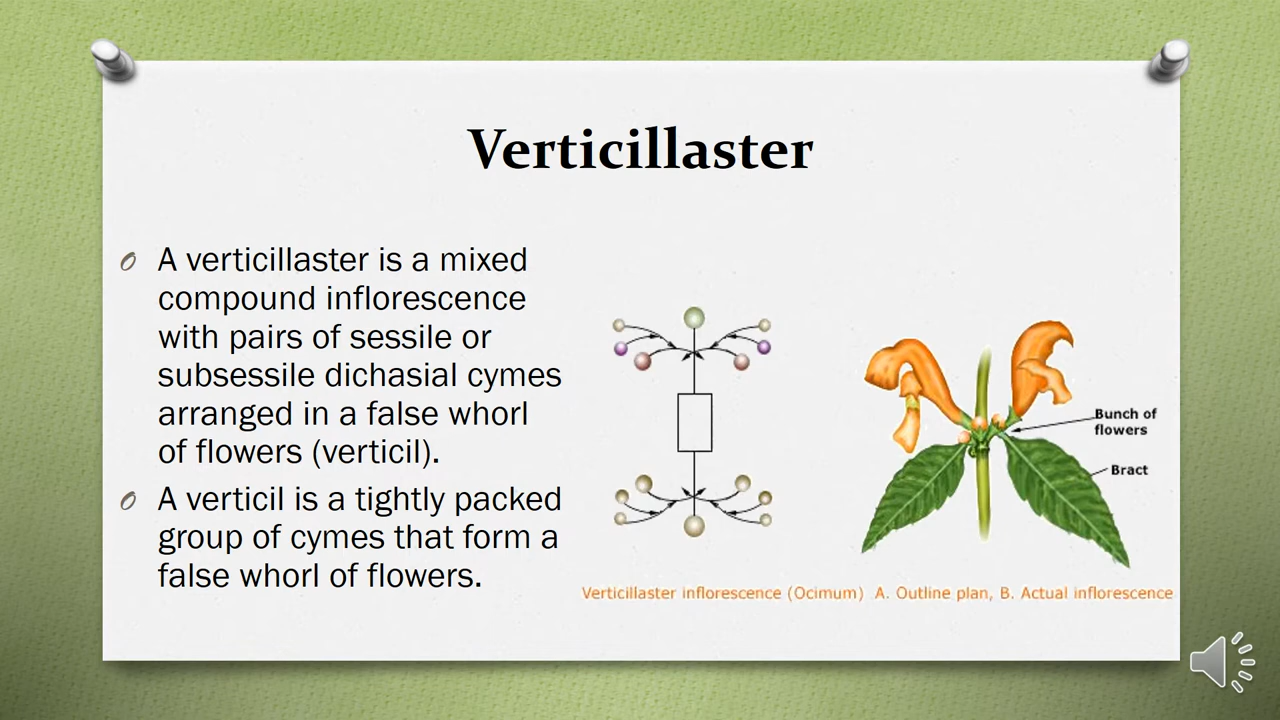 Verticillaster
A verticillaster is a mixed
compound inflorescence
with pairs of sessile or
subsessile dichasial cymes
arranged in a false whorl
of flowers (verticil).
A verticil is a tightly packed
group of cymes that form a
false whorl of flowers.
Bunch of
flowers
Bract
Verticillaster inflorescence (Ocimum) A. Outline plan, B. Actual inflorescence